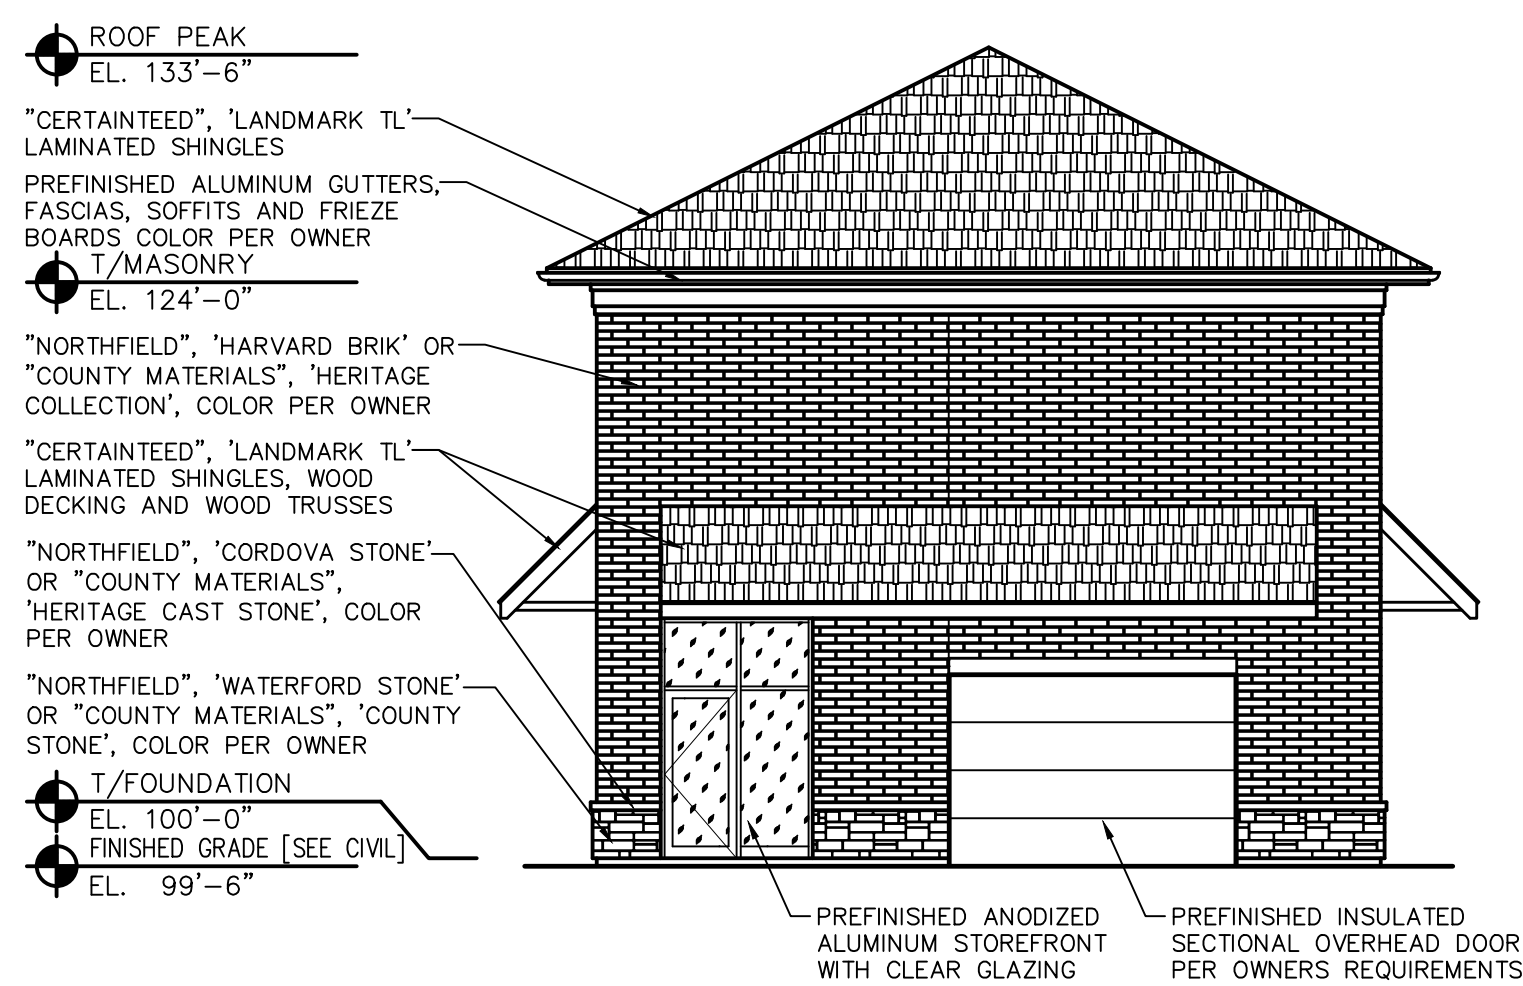 ROOF PEAK
EL. 133'-6"
"CERTAINTEED", 'LANDMARK TL'
LAMINATED SHINGLES
PREFINISHED ALUMINUM GUTTERS,
FASCIAS, SOFFITS AND FRIEZE
BOARDS COLOR PER OWNER
T/MASONRY
EL. 124'-0"
"NORTHFIELD", 'HARVARD BRIK' OR
"COUNTY MATERIALS", 'HERITAGE
COLLECTION', COLOR PER OWNER
"CERTAINTEED", 'LANDMARK TL'
LAMINATED SHINGLES, WOOD
DECKING AND WOOD TRUSSES
"NORTHFIELD", 'CORDOVA STONE'
OR "COUNTY MATERIALS",
'HERITAGE CAST STONE', COLOR
PER OWNER
"NORTHFIELD", 'WATERFORD STONE'
OR "COUNTY MATERIALS", 'COUNTY
STONE', COLOR PER OWNER
T/FOUNDATION
EL. 100'-0"
FINISHED GRADE [SEE CIVIL]
EL. 99'-6"
PREFINISHED ANODIZED
ALUMINUM STOREFRONT
WITH CLEAR GLAZING
PREFINISHED INSULATED
SECTIONAL OVERHEAD DOOR
PER OWNERS REQUIREMENTS